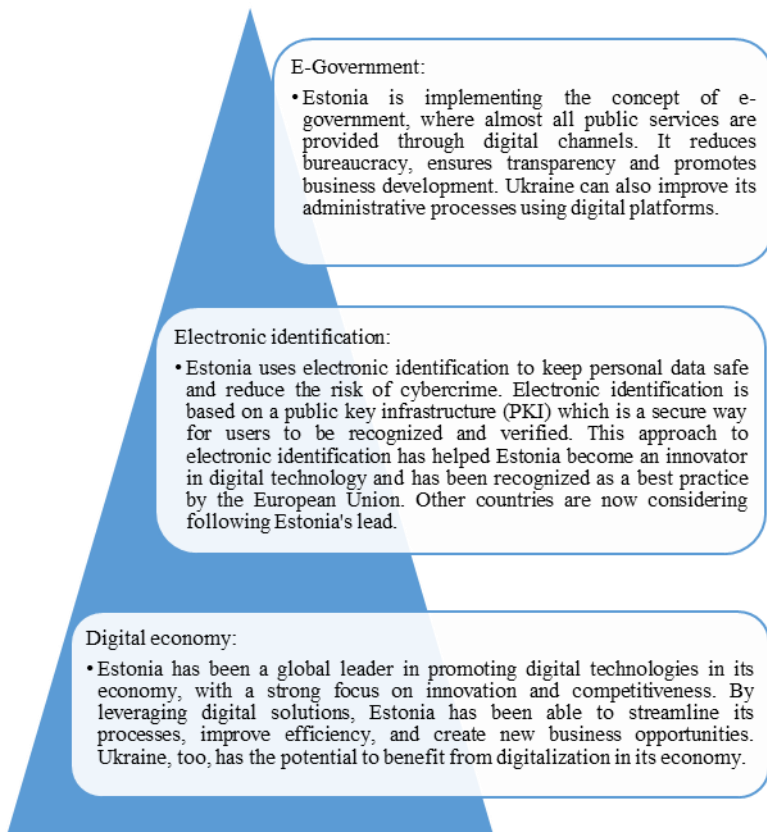 E-Government:
•Estonia is implementing the concept of e-
government, where almost all public services are
provided through digital channels. It reduces
bureaucracy, ensures transparency and promotes
business development. Ukraine can also improve its
administrative processes using digital platforms.
Electronic identification:
•Estonia uses electronic identification to keep personal data safe
and reduce the risk of cybercrime. Electronic identification is
based on a public key infrastructure (PKI) which is a secure way
for users to be recognized and verified. This approach to
electronic identification has helped Estonia become an innovator
in digital technology and has been recognized as a best practice
by the European Union. Other countries are now considering
following Estonia's lead.
Digital economy:
•Estonia has been a global leader in promoting digital technologies in its
economy, with a strong focus on innovation and competitiveness. By
leveraging digital solutions, Estonia has been able to streamline its
processes, improve efficiency, and create new business opportunities.
Ukraine, too, has the potential to benefit from digitalization in its economy.